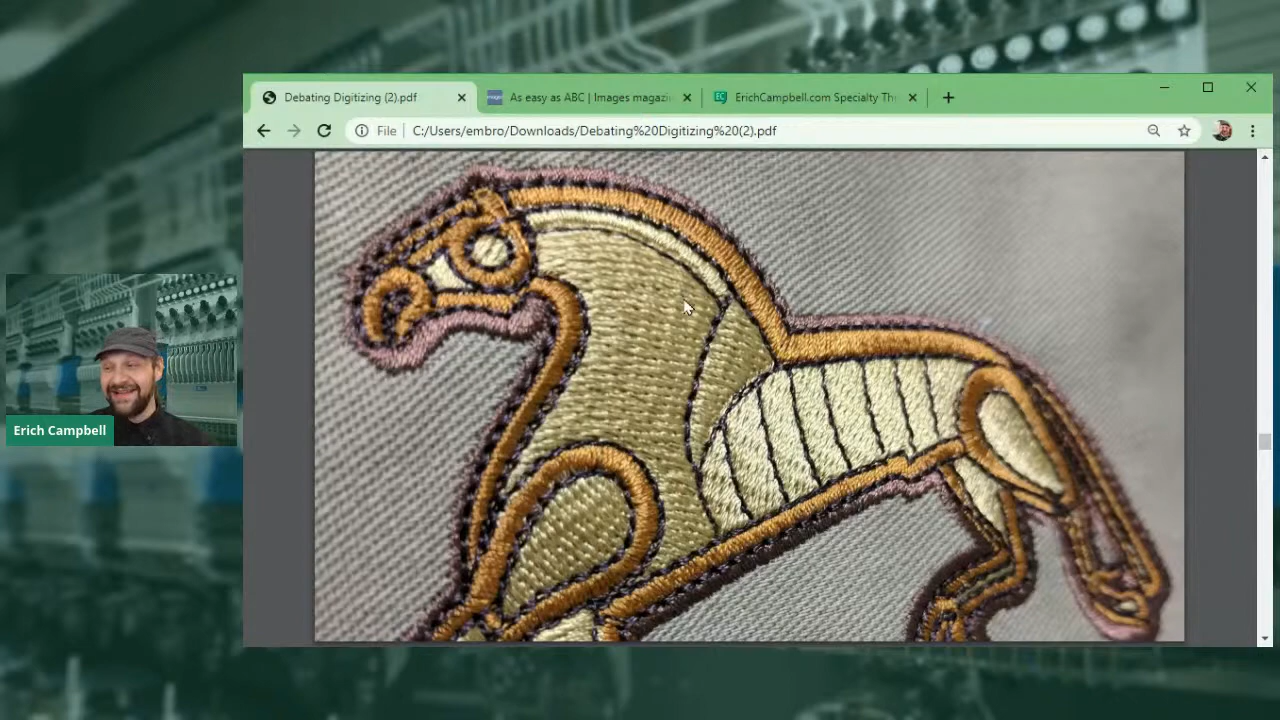 Debating Digitizing (2).pdf
As easy as ABC | Images magazi
ErichCampbell.com Specialty Th
File
C:/Users/embro/Downloads/Debating%20Digitizing%20(2).pdf
Erich Campbell